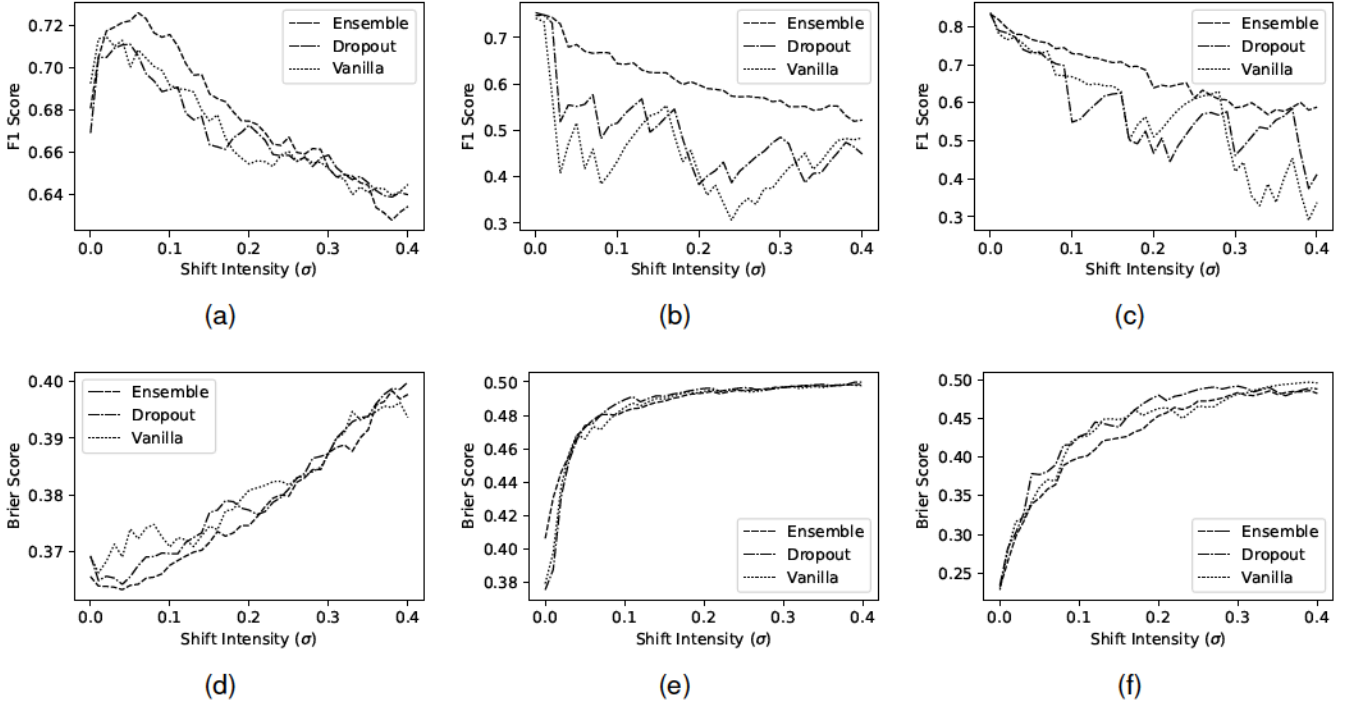 F1 Score
0.72
0.70
0.68
0.66
0.64
Ensemble
Dropout
Vanilla
0.0
0.1
0.2
0.3
0.4
Shift Intensity (σ)
(a)
F1 Score
0.7
0.6
0.5
0.4
0.3
Ensemble
Dropout
Vanilla
0.0
0.1
0.2
0.3
0.4
Shift Intensity (σ)
(b)
F1 Score
0.8
0.7
0.6
0.5
0.4
0.3
Ensemble
Dropout
Vanilla
0.0
0.1
0.2
0.3
0.4
Shift Intensity (σ)
(c)
Brier Score
0.40
0.39
0.38
0.37
Ensemble
Dropout
Vanilla
0.0
0.1
0.2
0.3
0.4
Shift Intensity (σ)
(d)
Brier Score
0.50
0.48
0.46
0.44
0.42
0.40
0.38
Ensemble
Dropout
Vanilla
0.0
0.1
0.2
0.3
0.4
Shift Intensity (σ)
(e)
Brier Score
0.50
0.45
0.40
0.35
0.30
0.25
Ensemble
Dropout
Vanilla
0.0
0.1
0.2
0.3
0.4
Shift Intensity (σ)
(f)